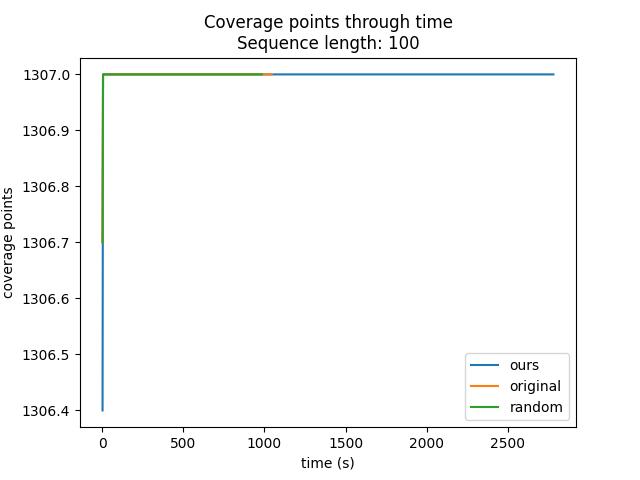 Coverage points through time
Sequence length: 100
coverage points
1307.0
1306.9
1306.8
1306.7
1306.6
1306.5
1306.4
0
500
1000
1500
2000
2500
time (s)
ours
original
random